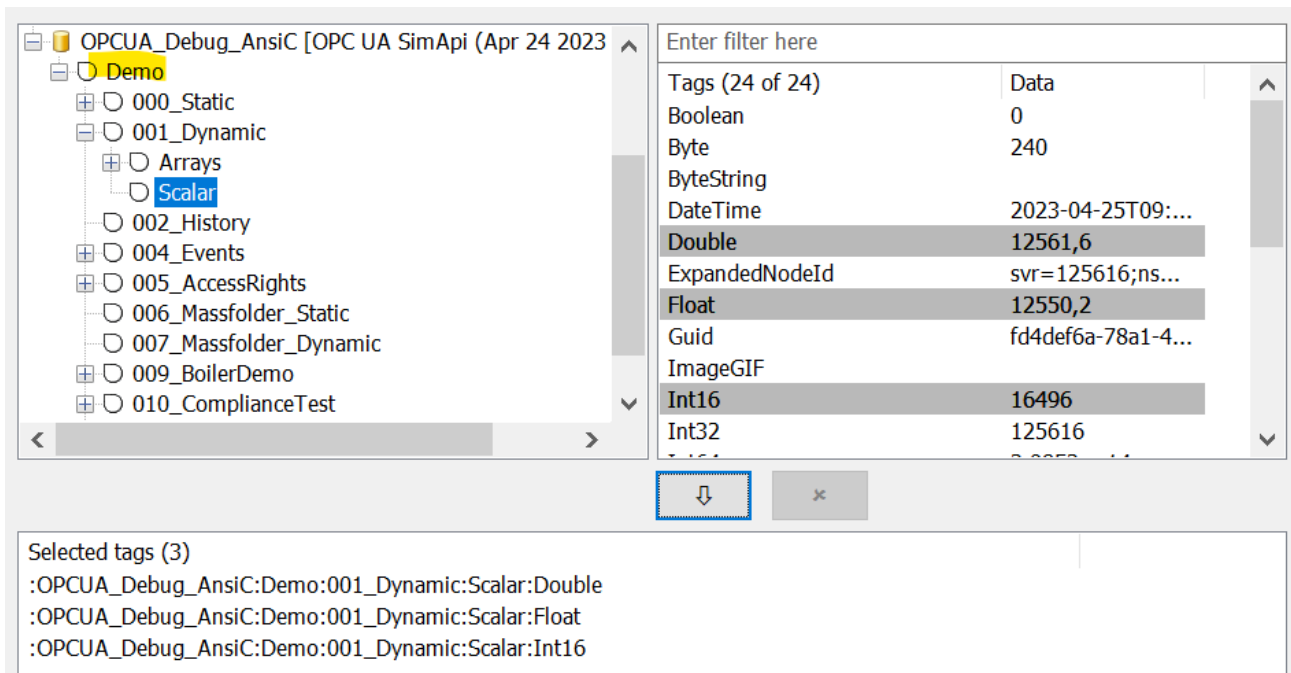 OPCUA_Debug_AnsiC [OPC UA SimApi (Apr 24 2023
Demo
000_Static
001_Dynamic
Arrays
Scalar
002_History
004_Events
005_AccessRights
006_Massfolder_Static
007_Massfolder_Dynamic
009_BoilerDemo
010_ComplianceTest
Enter filter here
Tags (24 of 24) Data
Boolean 0
Byte 240
ByteString
DateTime 2023-04-25T09:...
Double 12561,6
ExpandedNodeId svr=125616;ns...
Float 12550,2
Guid fd4def6a-78a1-4...
ImageGIF
Int16 16496
Int32 125616
Selected tags (3)
:OPCUA_Debug_AnsiC:Demo:001_Dynamic:Scalar:Double
:OPCUA_Debug_AnsiC:Demo:001_Dynamic:Scalar:Float
:OPCUA_Debug_AnsiC:Demo:001_Dynamic:Scalar:Int16